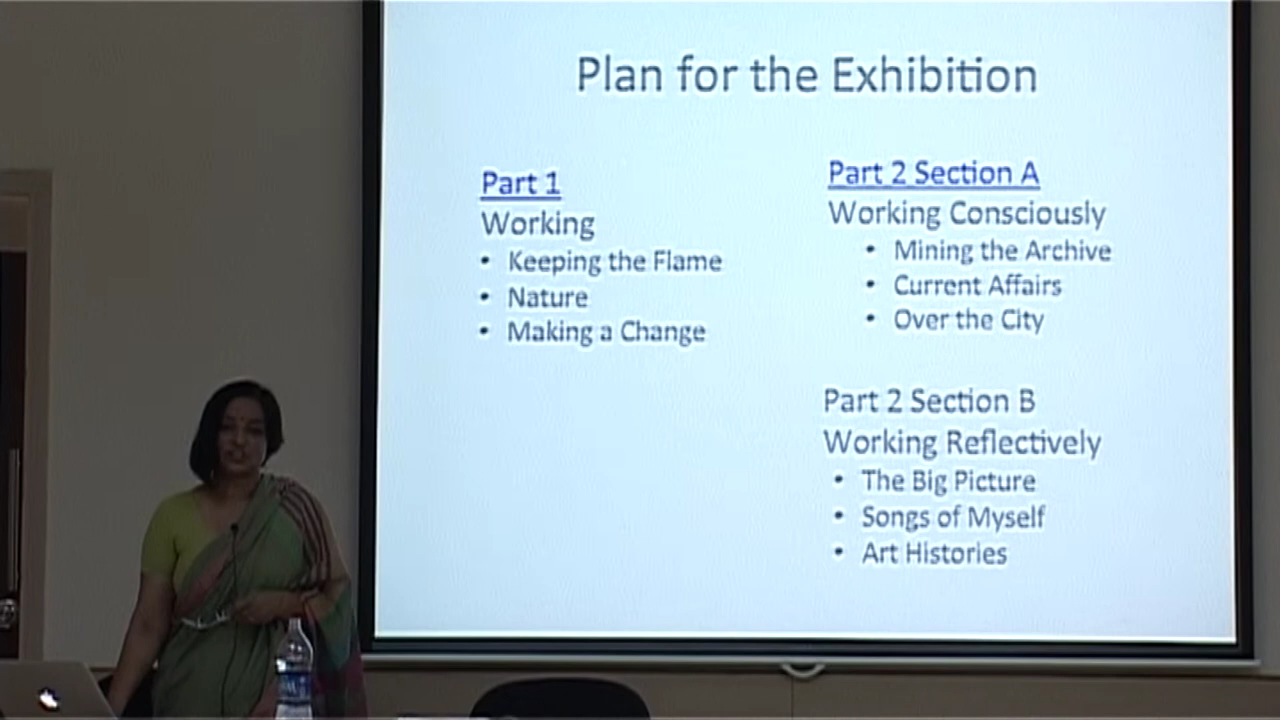 Plan for the Exhibition
Part 1
Working
• Keeping the Flame
• Nature
• Making a Change
Part 2 Section A
Working Consciously
• Mining the Archive
• Current Affairs
• Over the City
Part 2 Section B
Working Reflectively
• The Big Picture
• Songs of Myself
• Art Histories